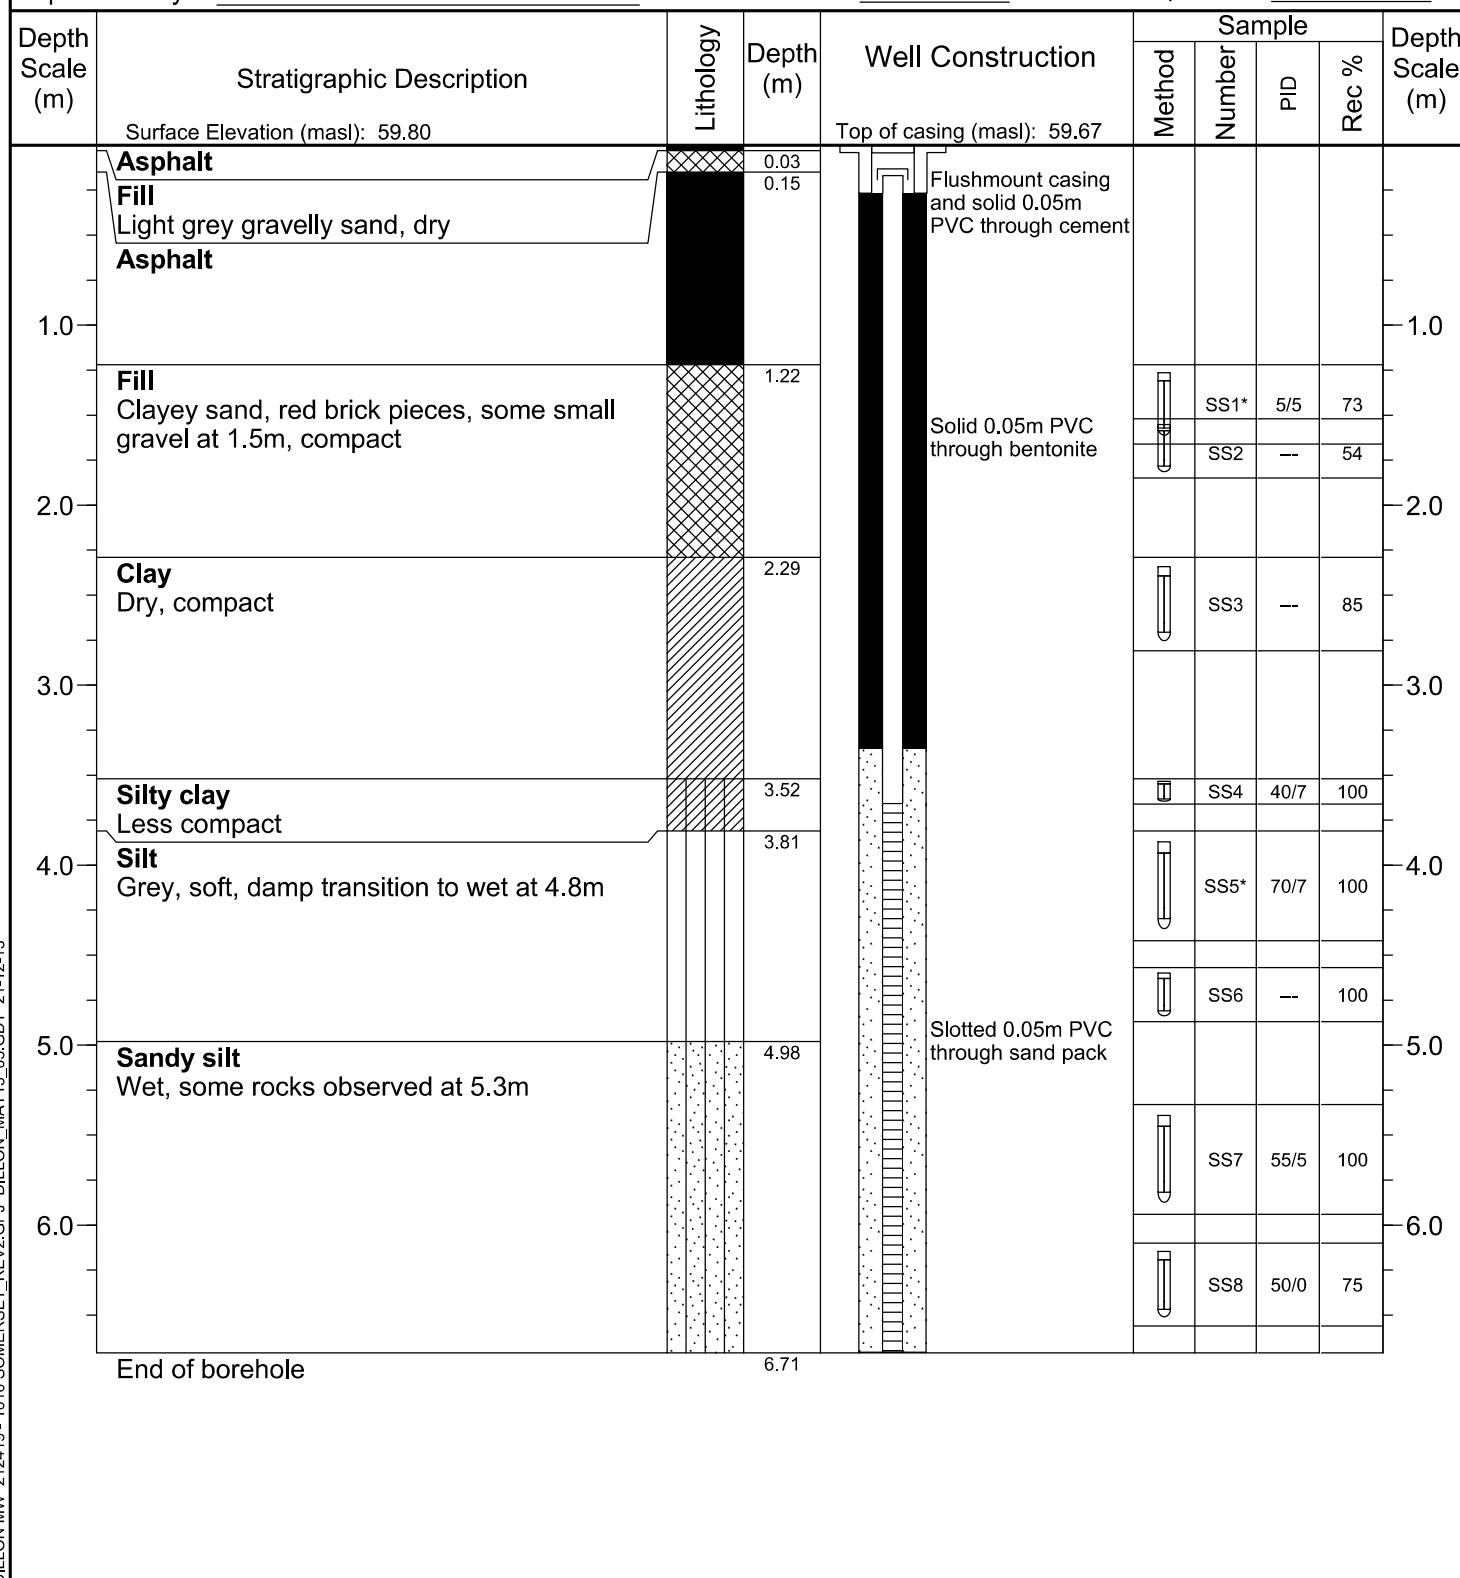 Sample
Depth Scale (m)
Stratigraphic Description
Lithology
Depth (m)
Well Construction
Method
Number
PID
Rec %
Depth Scale (m)
Surface Elevation (masl): 59.80
Top of casing (masl): 59.67
Asphalt
0.03
Fill
0.15
Light grey gravelly sand, dry
Flushmount casing
and solid 0.05m
PVC through cement
Asphalt
1.0
1.0
Fill
1.22
Clayey sand, red brick pieces, some small
gravel at 1.5m, compact
SS1* 5/5 73
Solid 0.05m PVC
through bentonite
SS2 --- 54
2.0
2.0
Clay
2.29
Dry, compact
SS3 --- 85
3.0
3.0
Silty clay
3.52
SS4 40/7 100
Less compact
3.81
Silt
4.0
4.0
Grey, soft, damp transition to wet at 4.8m
SS5* 70/7 100
SS6 --- 100
Slotted 0.05m PVC
through sand pack
5.0
5.0
Sandy silt
4.98
Wet, some rocks observed at 5.3m
SS7 55/5 100
6.0
6.0
SS8 50/0 75
End of borehole
6.71